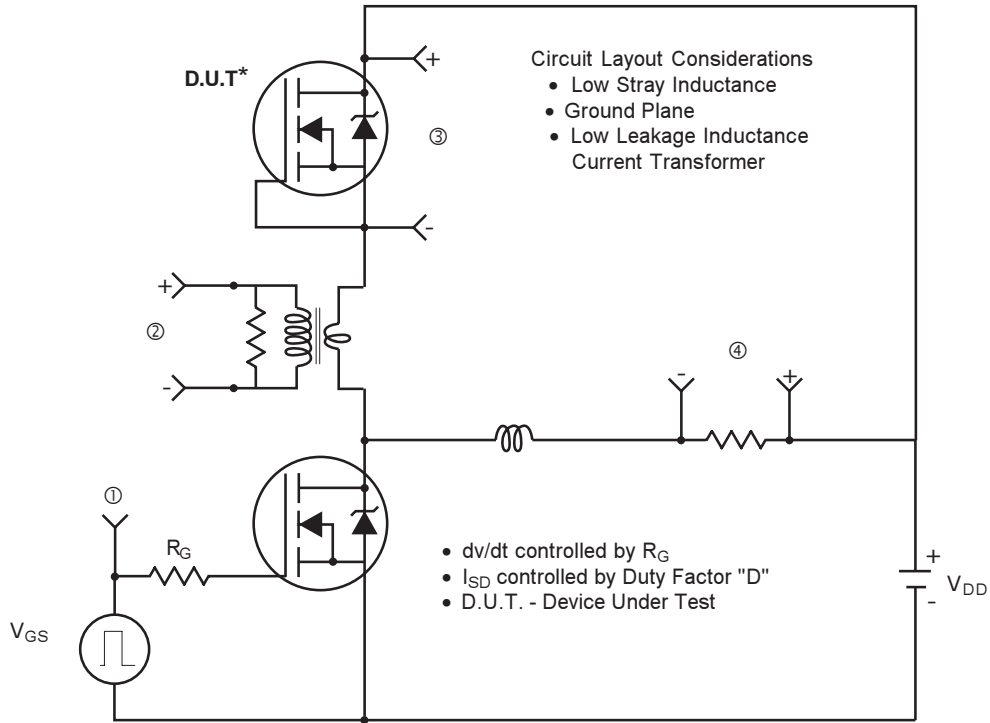 D.U.T*
+
-
③
Circuit Layout Considerations
• Low Stray Inductance
• Ground Plane
• Low Leakage Inductance
Current Transformer
+
-
②
④
-
+
①
R_G
V_GS
• dv/dt controlled by R_G
• I_SD controlled by Duty Factor "D"
• D.U.T. - Device Under Test
+
-
V_DD